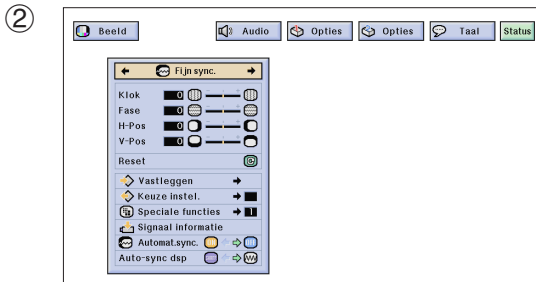 2
Beeld Audio Opties Opties Taal Status
Fijn sync.
Klok 0
Fase 0
H-Pos 0
V-Pos 0
Reset
Vastleggen
Keuze instel.
Speciale functies 1
Signaal informatie
Automat.sync.
Auto-sync dsp